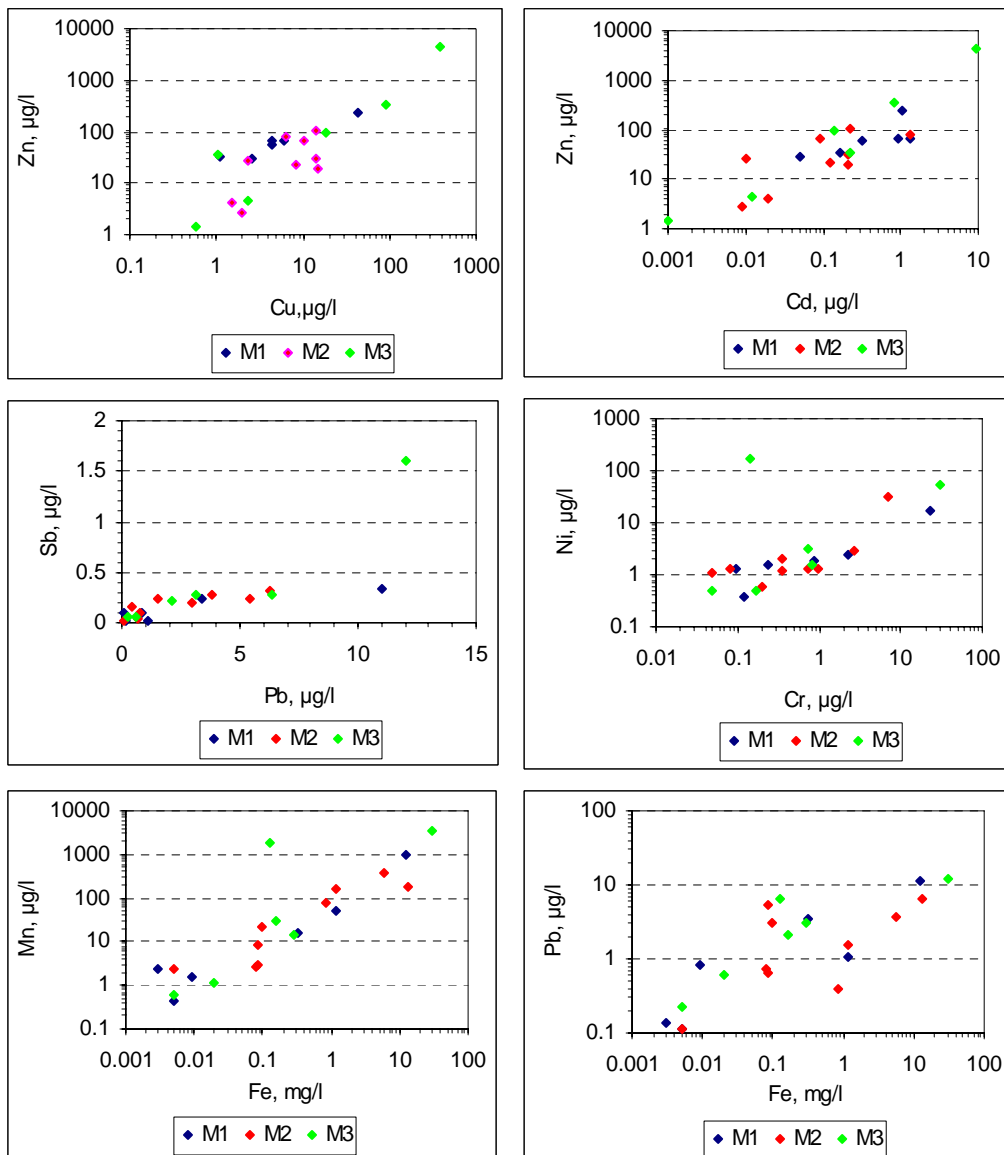 10000
1000
100
10
1
Zn, µg/l
0.1 1 10 100 1000
Cu,µg/l
M1 M2 M3
10000
1000
100
10
1
Zn, µg/l
0.001 0.01 0.1 1 10
Cd, µg/l
M1 M2 M3
2
1.5
1
0.5
0
Sb, µg/l
0 5 10 15
Pb, µg/l
M1 M2 M3
1000
100
10
1
0.1
Ni, µg/l
0.01 0.1 1 10 100
Cr, µg/l
M1 M2 M3
10000
1000
100
10
1
0.1
Mn, µg/l
0.001 0.01 0.1 1 10 100
Fe, mg/l
M1 M2 M3
100
10
1
0.1
Pb, µg/l
0.001 0.01 0.1 1 10 100
Fe, mg/l
M1 M2 M3